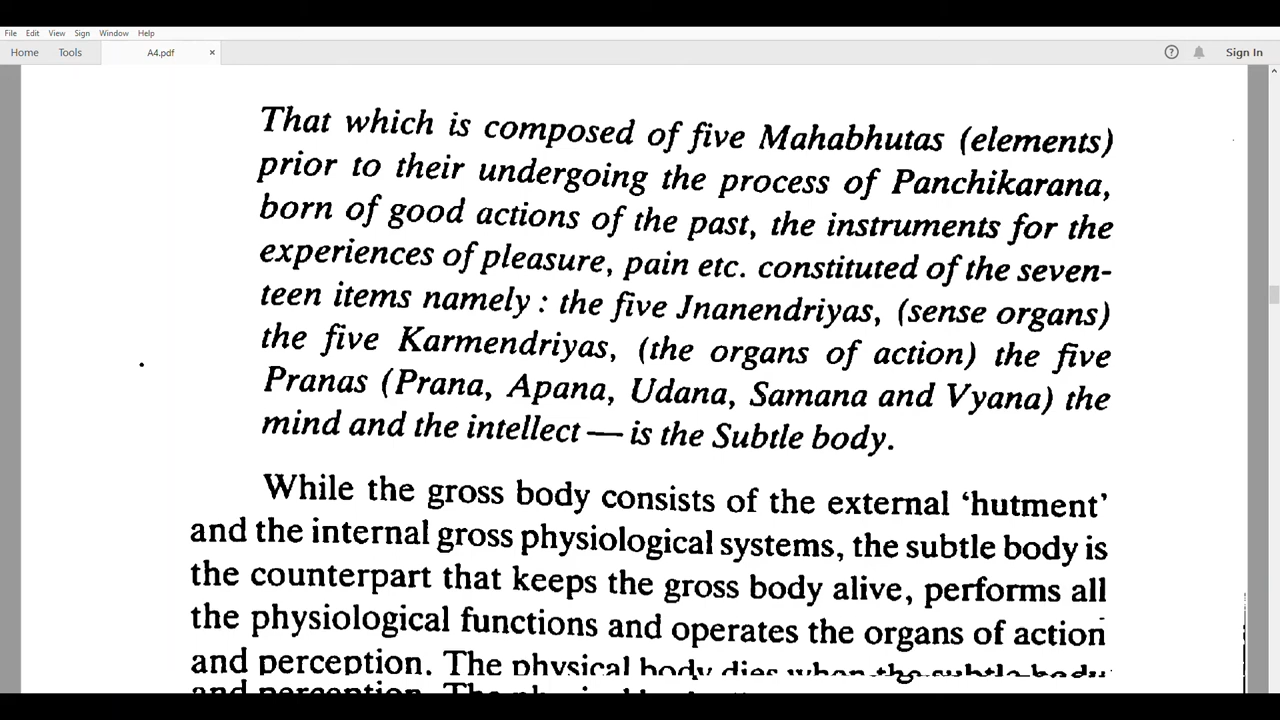 File Edit View Sign Window Help
Home Tools A4.pdf × ? Sign In
That which is composed of five Mahabhutas (elements)
prior to their undergoing the process of Panchikarana,
born of good actions of the past, the instruments for the
experiences of pleasure, pain etc. constituted of the seven-
teen items namely : the five Jnanendriyas, (sense organs)
the five Karmendriyas, (the organs of action) the five
Pranas (Prana, Apana, Udana, Samana and Vyana) the
mind and the intellect — is the Subtle body.
While the gross body consists of the external ‘hutment’
and the internal gross physiological systems, the subtle body is
the counterpart that keeps the gross body alive, performs all
the physiological functions and operates the organs of action
and perception. The physical body dies when the subtle body
and perception. The